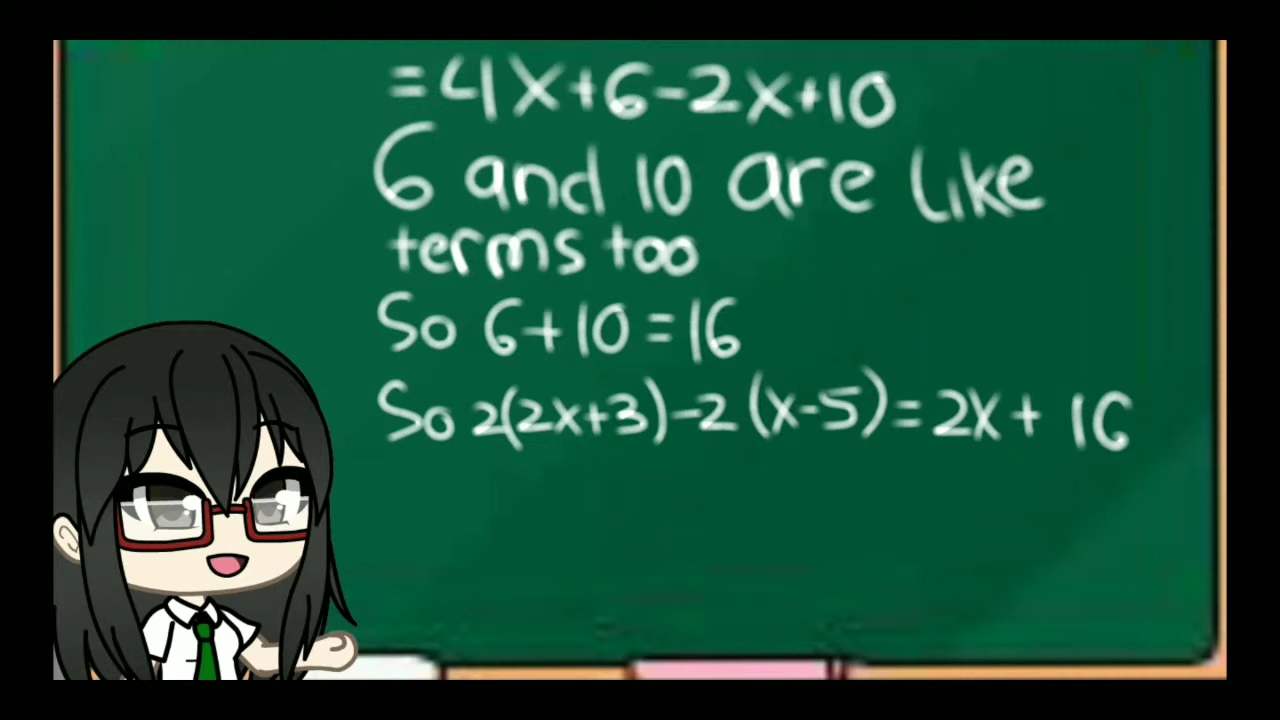 =4X+6-2X+10
6 and 10 are like
terms too
So 6+10=16
So 2(2x+3)-2(x-5)=2x+ 16